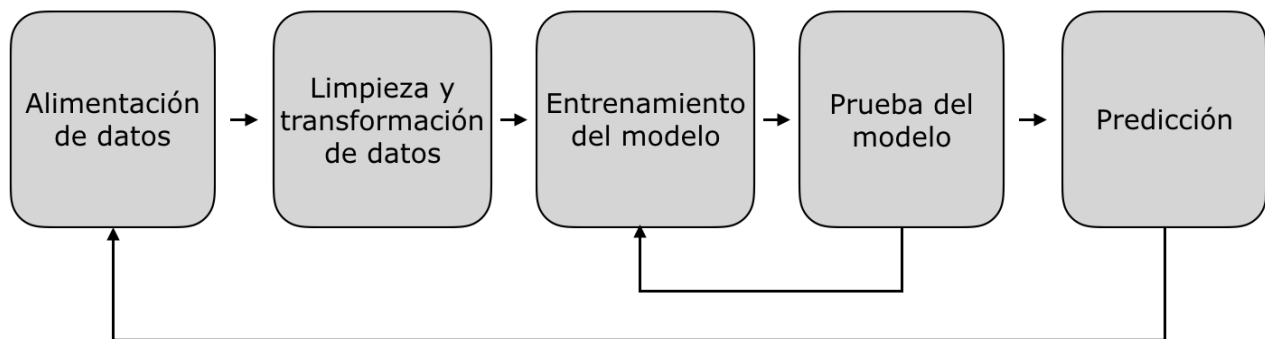 Alimentación
de datos
Limpieza y
transformación
de datos
Entrenamiento
del modelo
Prueba del
modelo
Predicción